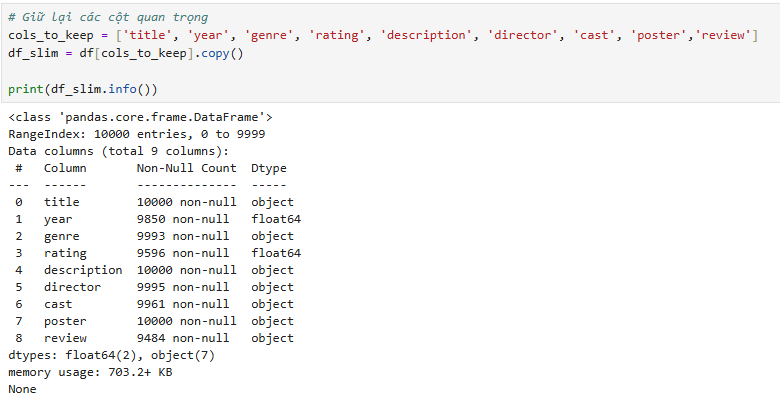 # Giữ lại các cột quan trọng
cols_to_keep = ['title', 'year', 'genre', 'rating', 'description', 'director', 'cast', 'poster','review']
df_slim = df[cols_to_keep].copy()
print(df_slim.info())
<class 'pandas.core.frame.DataFrame'>
RangeIndex: 10000 entries, 0 to 9999
Data columns (total 9 columns):
 #   Column       Non-Null Count  Dtype
---  ------       --------------  -----
 0   title        10000 non-null  object
 1   year         9850 non-null   float64
 2   genre        9993 non-null   object
 3   rating       9596 non-null   float64
 4   description  10000 non-null  object
 5   director     9995 non-null   object
 6   cast         9961 non-null   object
 7   poster       10000 non-null  object
 8   review       9484 non-null   object
dtypes: float64(2), object(7)
memory usage: 703.2+ KB
None